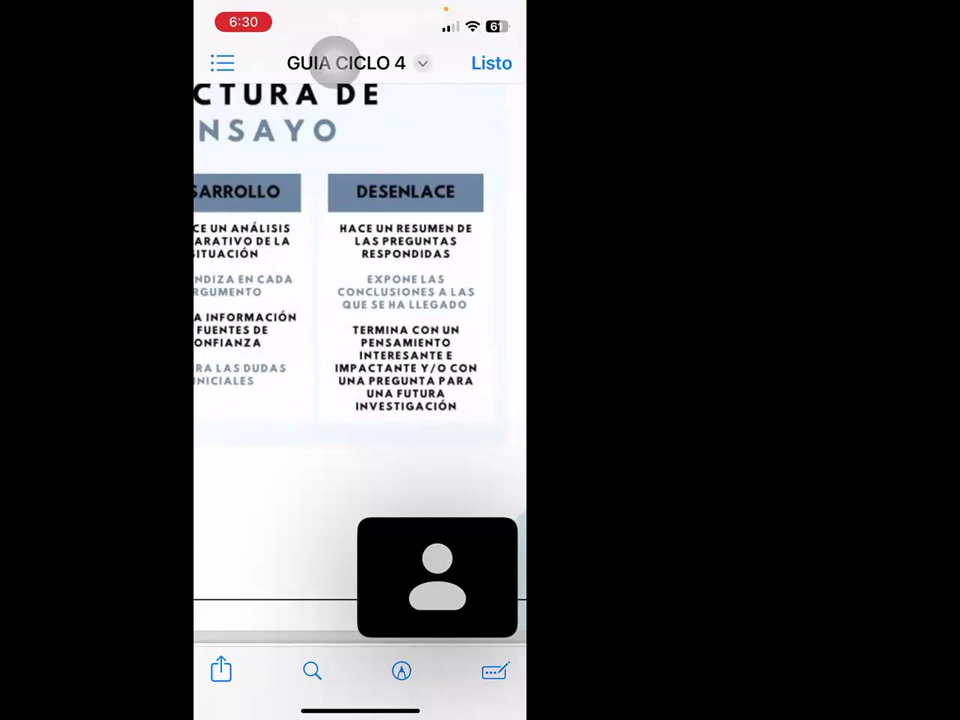 6:30
61
GUIA CICLO 4
Listo
CTURA DE
NSAYO
SARROLLO
CE UN ANÁLISIS
ARATIVO DE LA
SITUACIÓN
NDIZA EN CADA
RGUMENTO
A INFORMACIÓN
FUENTES DE
ONFIANZA
RA LAS DUDAS
INICIALES
DESENLACE
HACE UN RESUMEN DE
LAS PREGUNTAS
RESPONDIDAS
EXPONE LAS
CONCLUSIONES A LAS
QUE SE HA LLEGADO
TERMINA CON UN
PENSAMIENTO
INTERESANTE E
IMPACTANTE Y/O CON
UNA PREGUNTA PARA
UNA FUTURA
INVESTIGACIÓN